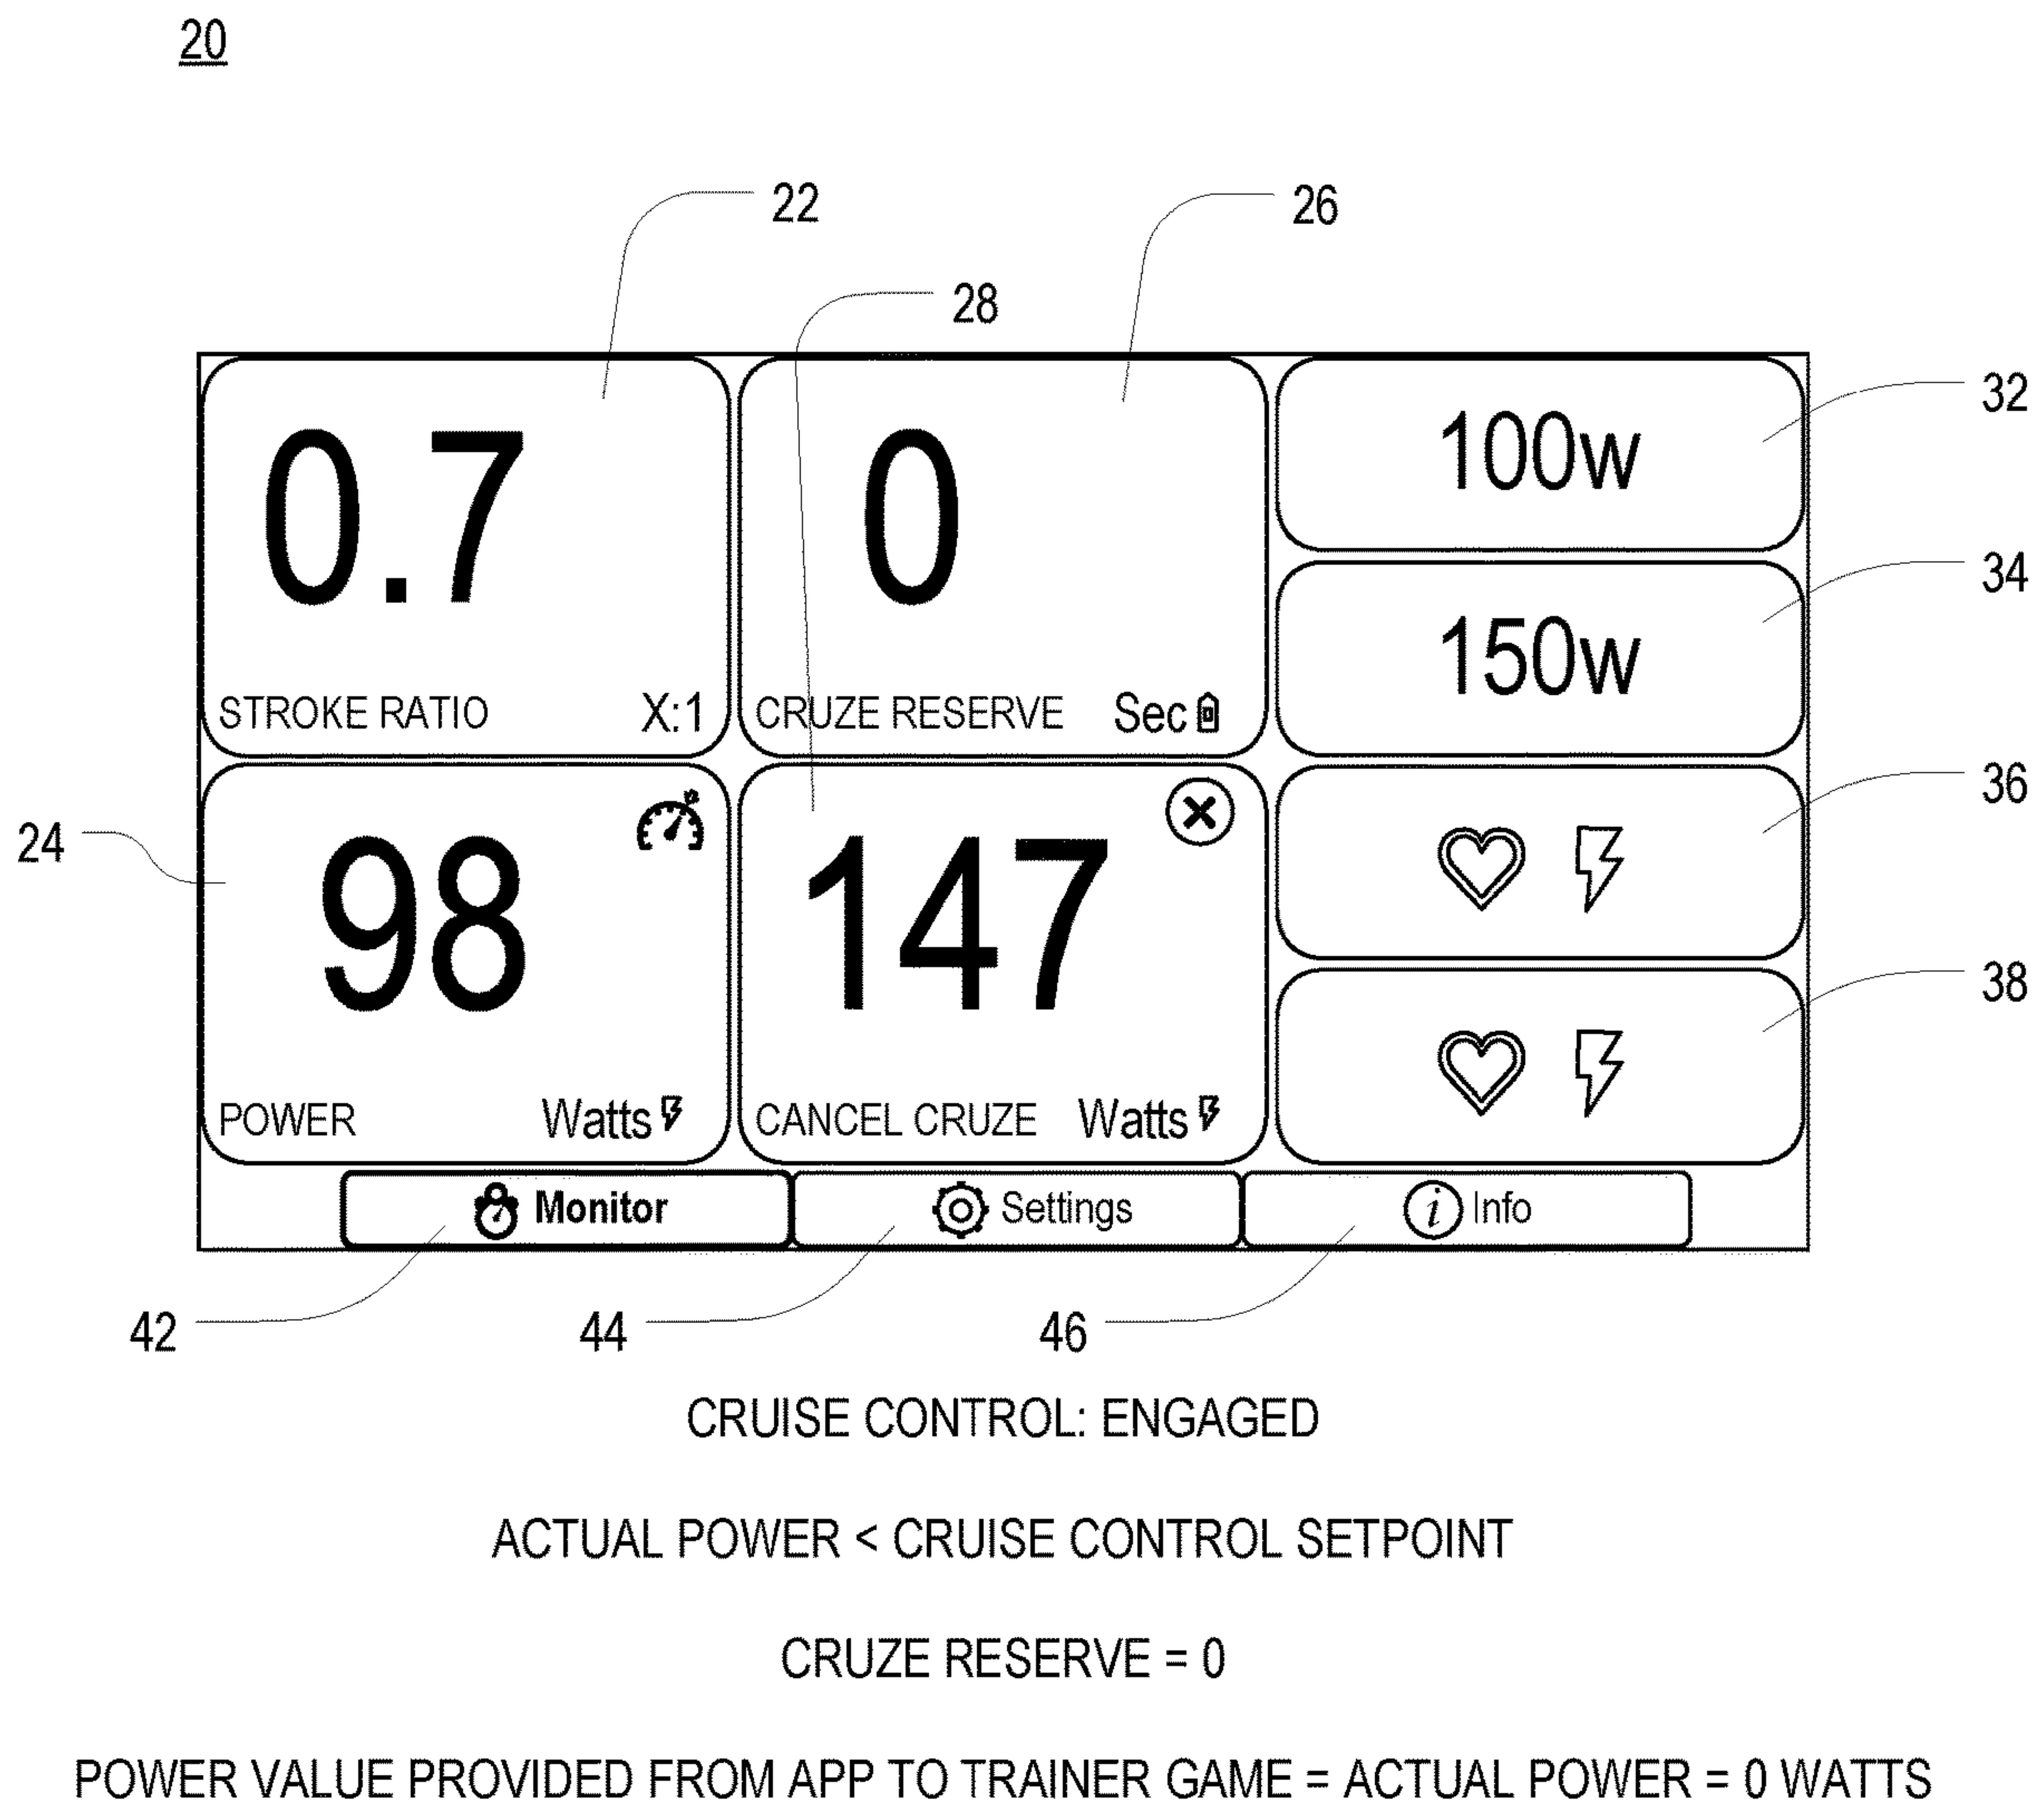 20
22
26
28
0.7
STROKE RATIO X:1
0
CRUZE RESERVE Sec
100w
32
150w
34
24
98
POWER Watts
147
CANCEL CRUZE Watts
36
38
Monitor
Settings
i Info
42
44
46
CRUISE CONTROL: ENGAGED
ACTUAL POWER < CRUISE CONTROL SETPOINT
CRUZE RESERVE = 0
POWER VALUE PROVIDED FROM APP TO TRAINER GAME = ACTUAL POWER = 0 WATTS